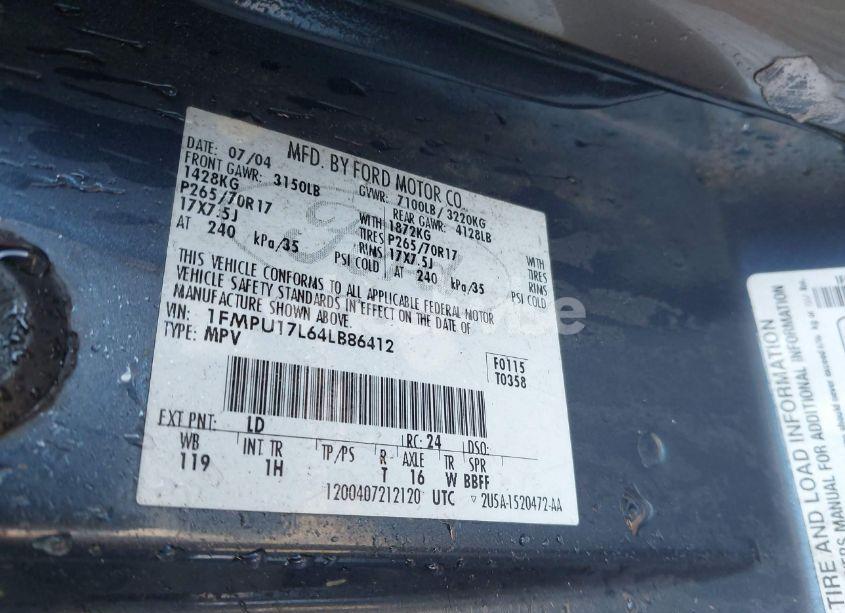 MFD. BY FORD MOTOR CO.
DATE: 07/04 GVWR: 7100LB/ 3220KG
FRONT GAWR: 3150LB REAR GAWR: 4128LB
1428KG WITH 1872KG WITH
P265/70R17 TIRES P265/70R17 TIRES
17X7.5J RIMS 17X7.5J RIMS
AT 240 kPa/35 PSI COLD AT 240 kPa/35 PSI COLD
THIS VEHICLE CONFORMS TO ALL APPLICABLE FEDERAL MOTOR
VEHICLE SAFETY STANDARDS IN EFFECT ON THE DATE OF
MANUFACTURE SHOWN ABOVE.
VIN: 1FMPU17L64LB86412
TYPE: MPV
F0115
T0358
EXT PNT: LD RC: 24 DSO:
WB INT TR TP/PS R AXLE TR SPR
119 1H T 16 W BBFF
1200407212120 UTC ▽ 2U5A-1520472-AA
TIRE AND LOAD INFORMATION
MANUAL FOR ADDITIONAL INFORMATION